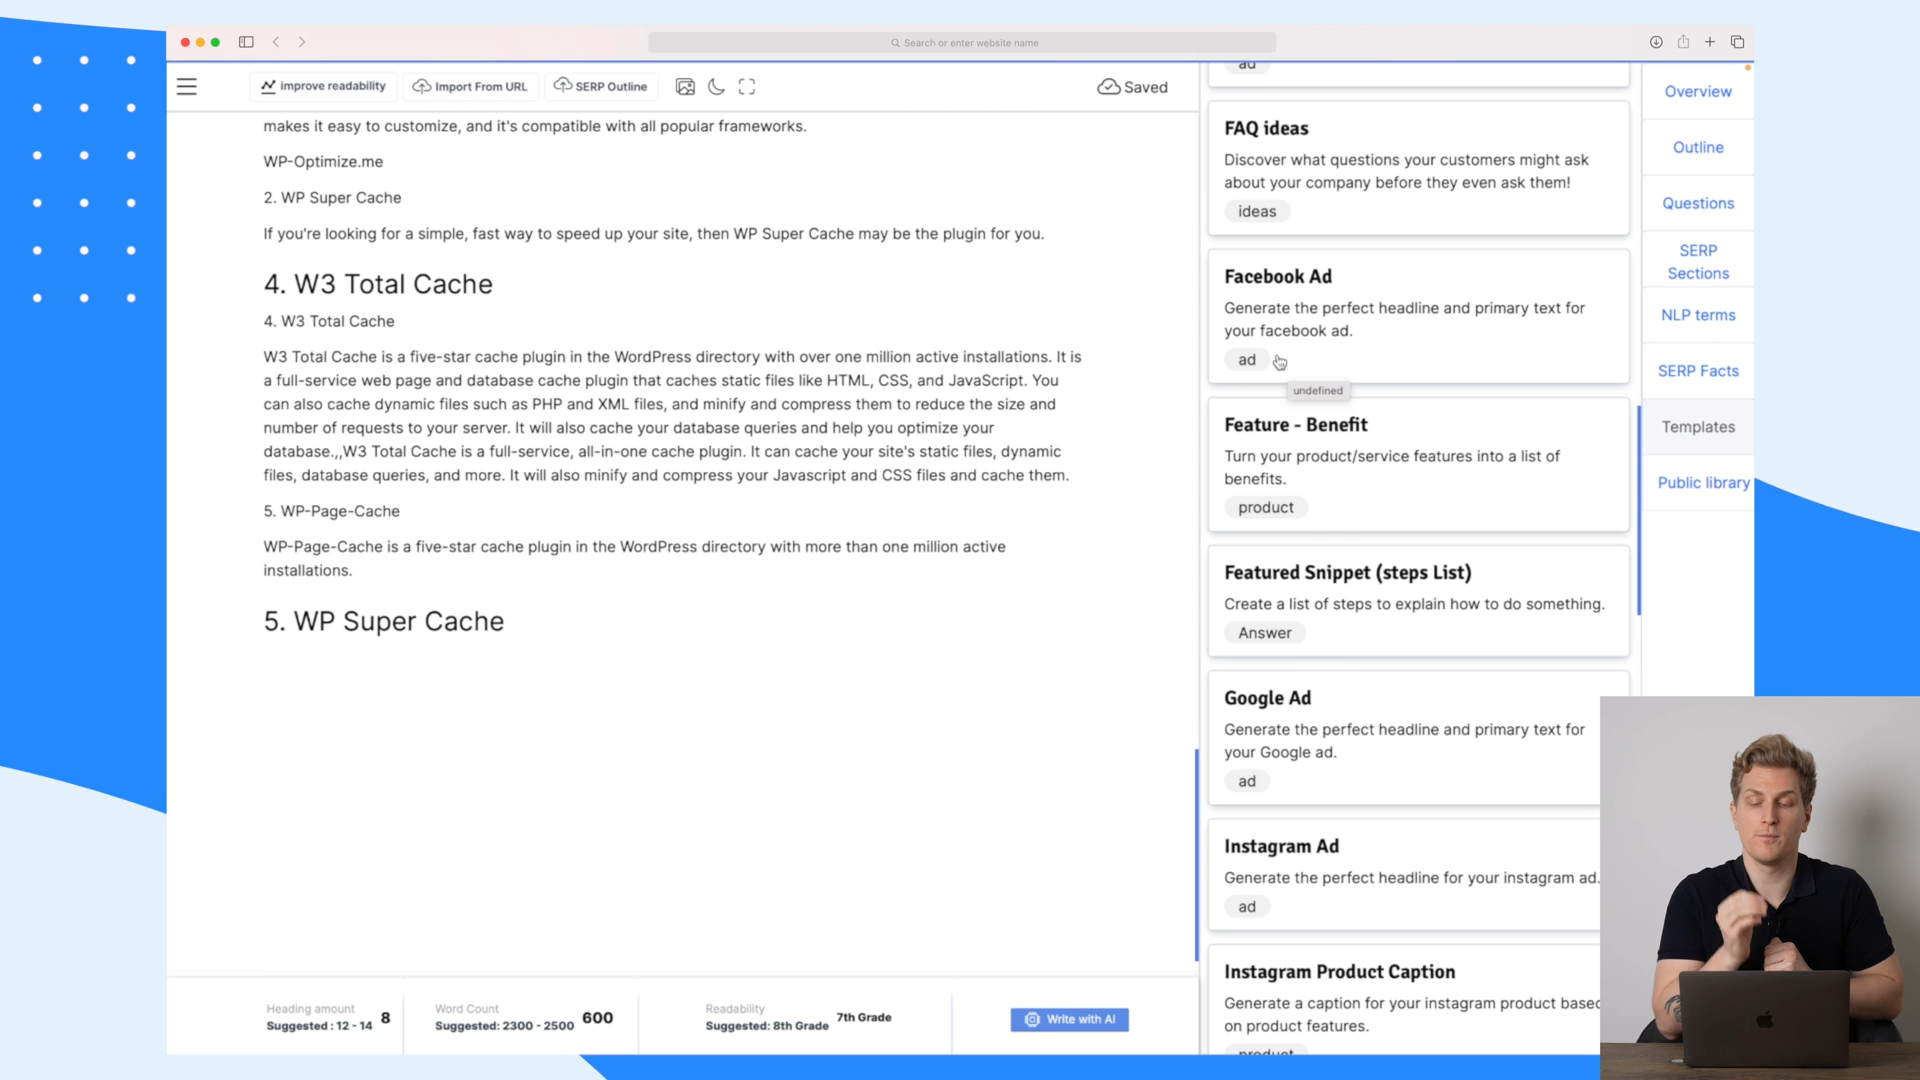 Search or enter website name
improve readability
Import From URL
SERP Outline
Saved
makes it easy to customize, and it's compatible with all popular frameworks.
WP-Optimize.me
2. WP Super Cache
If you're looking for a simple, fast way to speed up your site, then WP Super Cache may be the plugin for you.
4. W3 Total Cache
4. W3 Total Cache
W3 Total Cache is a five-star cache plugin in the WordPress directory with over one million active installations. It is
a full-service web page and database cache plugin that caches static files like HTML, CSS, and JavaScript. You
can also cache dynamic files such as PHP and XML files, and minify and compress them to reduce the size and
number of requests to your server. It will also cache your database queries and help you optimize your
database.,,W3 Total Cache is a full-service, all-in-one cache plugin. It can cache your site's static files, dynamic
files, database queries, and more. It will also minify and compress your Javascript and CSS files and cache them.
5. WP-Page-Cache
WP-Page-Cache is a five-star cache plugin in the WordPress directory with more than one million active
installations.
5. WP Super Cache
Heading amount
Suggested : 12 - 14
8
Word Count
Suggested: 2300 - 2500
600
Readability
Suggested: 8th Grade
7th Grade
Write with AI
ad
FAQ ideas
Discover what questions your customers might ask
about your company before they even ask them!
ideas
Facebook Ad
Generate the perfect headline and primary text for
your facebook ad.
ad
undefined
Feature - Benefit
Turn your product/service features into a list of
benefits.
product
Featured Snippet (steps List)
Create a list of steps to explain how to do something.
Answer
Google Ad
Generate the perfect headline and primary text for
your Google ad.
ad
Instagram Ad
Generate the perfect headline for your instagram ad.
ad
Instagram Product Caption
Generate a caption for your instagram product based
on product features.
product
Overview
Outline
Questions
SERP
Sections
NLP terms
SERP Facts
Templates
Public library